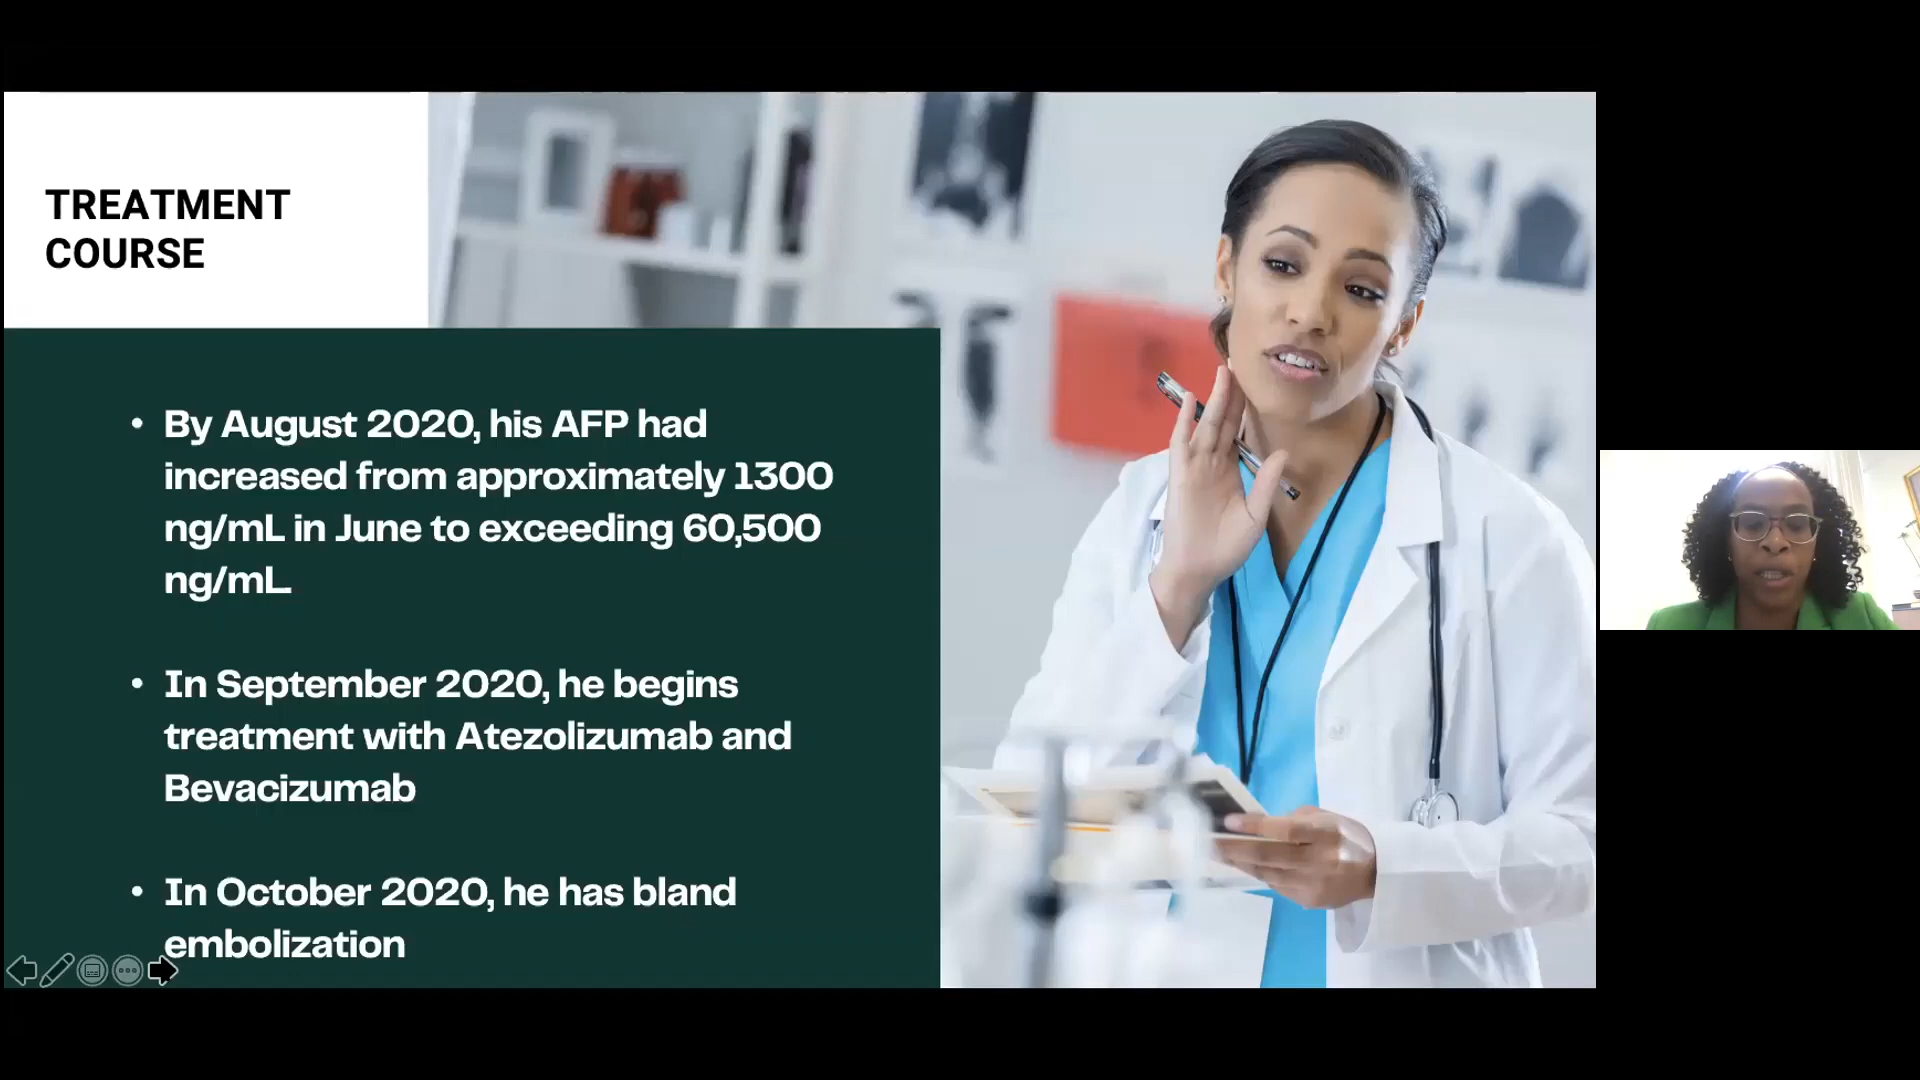 TREATMENT
COURSE
• By August 2020, his AFP had
increased from approximately 1300
ng/mL in June to exceeding 60,500
ng/mL.
• In September 2020, he begins
treatment with Atezolizumab and
Bevacizumab
• In October 2020, he has bland
embolization